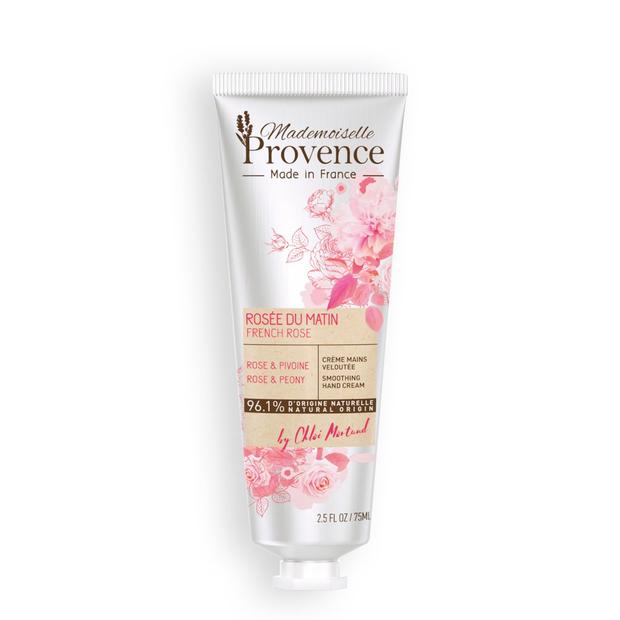 Mademoiselle
Provence
Made in France
ROSÉE DU MATIN
FRENCH ROSE
ROSE & PIVOINE
ROSE & PEONY
CRÈME MAINS
VELOUTÉE
SMOOTHING
HAND CREAM
96.1% D'ORIGINE NATURELLE
NATURAL ORIGIN
by Chloé Mortaud
2.5 FL OZ / 75ML